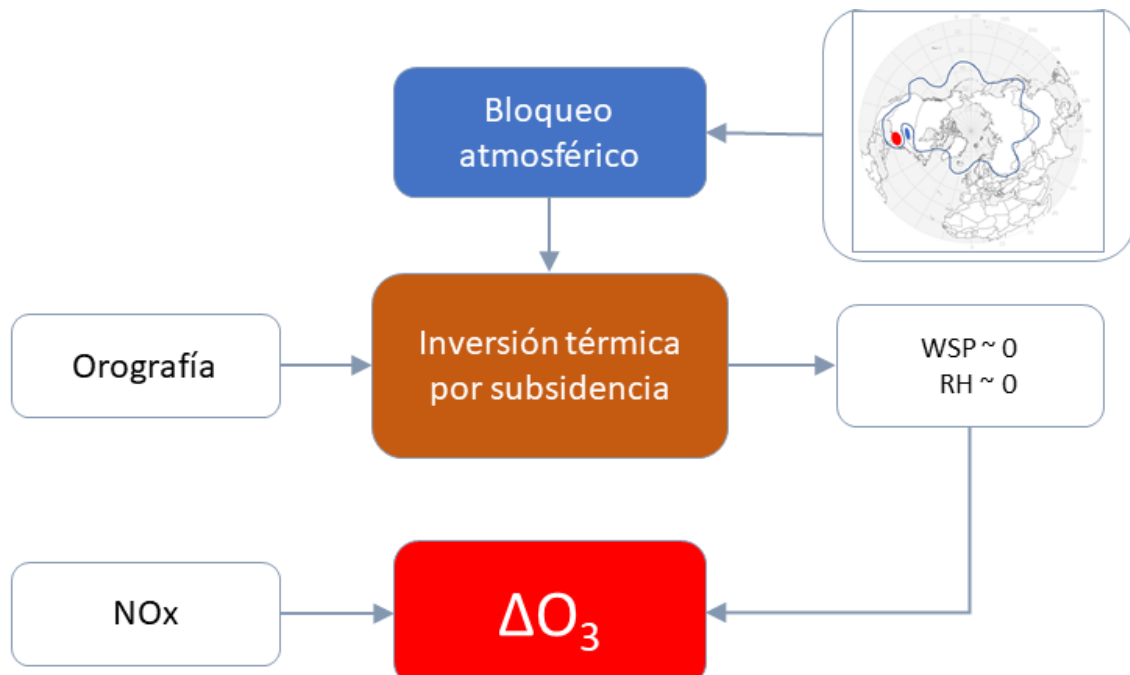 Bloqueo
atmosférico
Orografía
Inversión térmica
por subsidencia
WSP ~ 0
RH ~ 0
NOx
ΔO₃